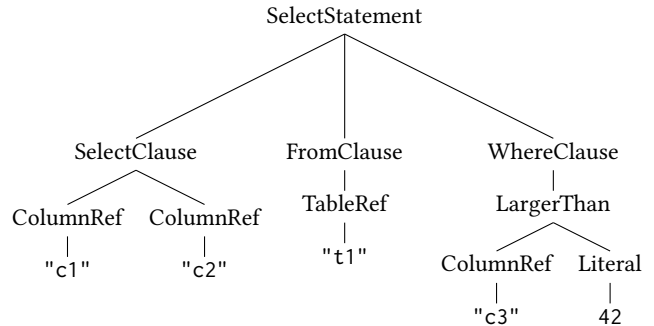 SelectStatement
SelectClause FromClause WhereClause
ColumnRef ColumnRef TableRef LargerThan
"c1" "c2" "t1" ColumnRef Literal
"c3" 42